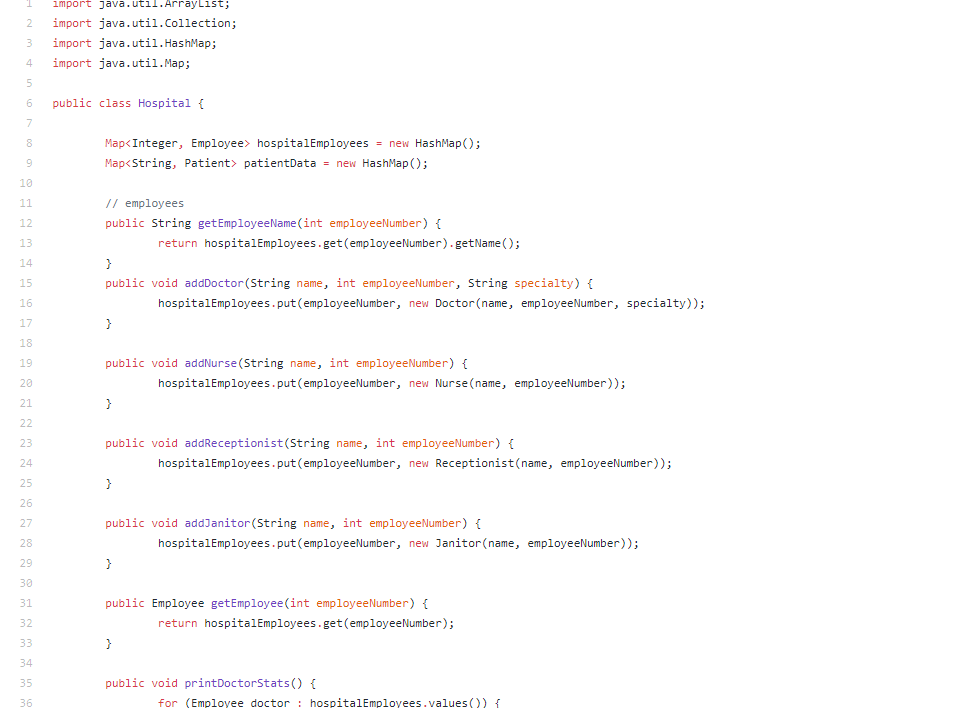 1 import java.util.ArrayList;
2 import java.util.Collection;
3 import java.util.HashMap;
4 import java.util.Map;
5
6 public class Hospital {
7
8 Map<Integer, Employee> hospitalEmployees = new HashMap();
9 Map<String, Patient> patientData = new HashMap();
10
11 // employees
12 public String getEmployeeName(int employeeNumber) {
13 return hospitalEmployees.get(employeeNumber).getName();
14 }
15 public void addDoctor(String name, int employeeNumber, String specialty) {
16 hospitalEmployees.put(employeeNumber, new Doctor(name, employeeNumber, specialty));
17 }
18
19 public void addNurse(String name, int employeeNumber) {
20 hospitalEmployees.put(employeeNumber, new Nurse(name, employeeNumber));
21 }
22
23 public void addReceptionist(String name, int employeeNumber) {
24 hospitalEmployees.put(employeeNumber, new Receptionist(name, employeeNumber));
25 }
26
27 public void addJanitor(String name, int employeeNumber) {
28 hospitalEmployees.put(employeeNumber, new Janitor(name, employeeNumber));
29 }
30
31 public Employee getEmployee(int employeeNumber) {
32 return hospitalEmployees.get(employeeNumber);
33 }
34
35 public void printDoctorStats() {
36 for (Employee doctor : hospitalEmployees.values()) {